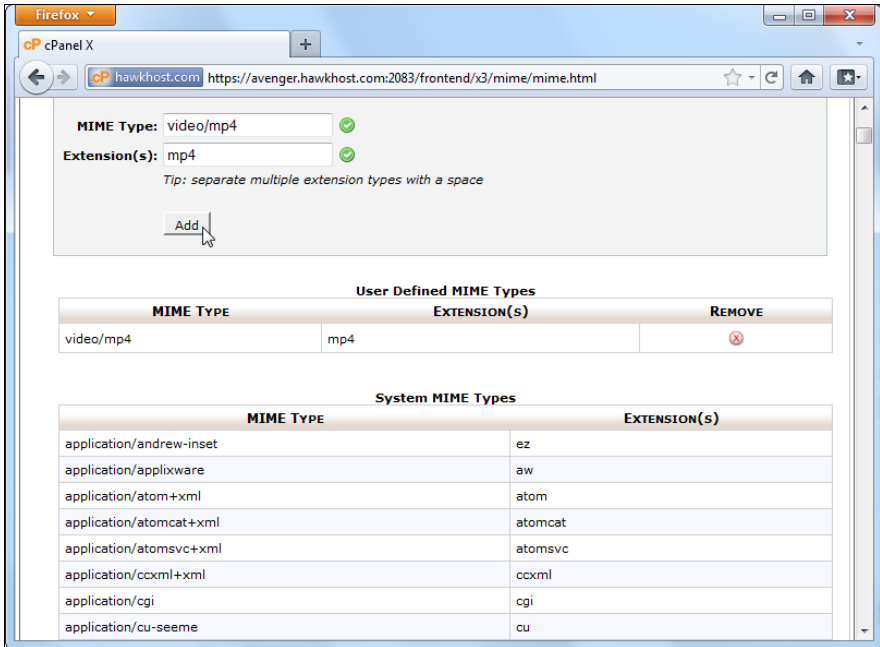 Firefox
cP cPanel X
cP hawkhost.com https://avenger.hawkhost.com:2083/frontend/x3/mime/mime.html
MIME Type: video/mp4
Extension(s): mp4
Tip: separate multiple extension types with a space
Add
User Defined MIME Types
MIME Type Extension(s) Remove
video/mp4 mp4
System MIME Types
MIME Type Extension(s)
application/andrew-inset ez
application/applixware aw
application/atom+xml atom
application/atomcat+xml atomcat
application/atomsvc+xml atomsvc
application/ccxml+xml ccxml
application/cgi cgi
application/cu-seeme cu